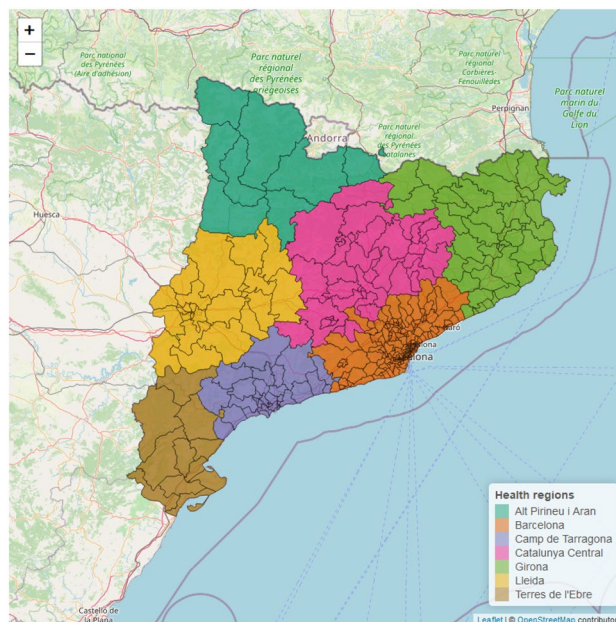 +
−
Parc national
des Pyrénées
(Aire d'adhésion)
Parc naturel
régional
des Pyrénées
ariégeoises
Parc naturel
régional
Corbières-
Fenouillèdes
Perpignan
Parc naturel
marin du
Golfe du
Lion
Andorra
Parc naturel
régional
des Pyrénées
catalanes
Huesca
Castelló de
la Plana
Health regions
Alt Pirineu i Aran
Barcelona
Camp de Tarragona
Catalunya Central
Girona
Lleida
Terres de l'Ebre
Leaflet | © OpenStreetMap contributo